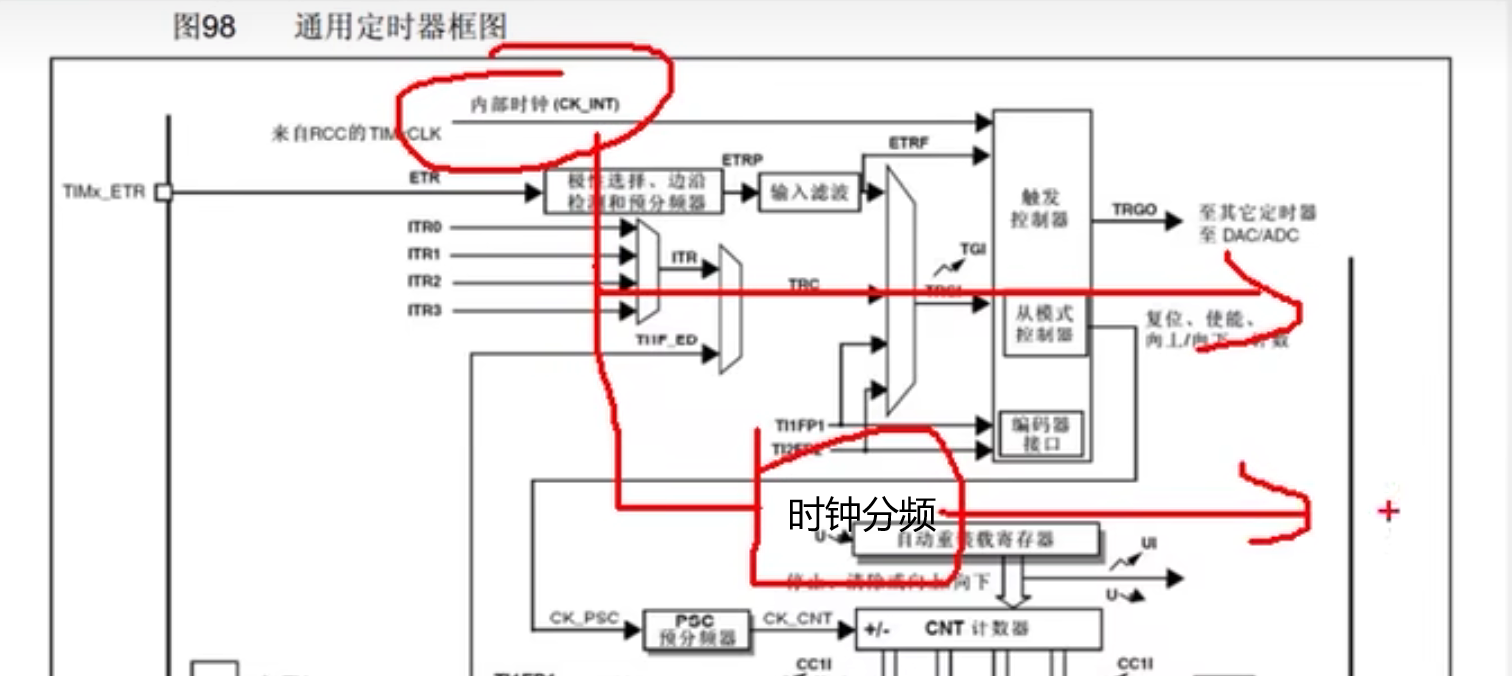 图98 通用定时器框图
内部时钟 (CK_INT)
来自RCC的TIMxCLK
ETRF
ETRP
ETR
TIMx_ETR
极性选择、边沿
检测和预分频器
输入滤波
触发
控制器
TRGO
至其它定时器
至 DAC/ADC
ITR0
ITR1
ITR
ITR2
ITR3
TGI
TRC
TRGI
从模式
控制器
复位、使能、
向上/向下、计数
TI1F_ED
TI1FP1
TI2FP2
编码器
接口
时钟分频
U
自动重装载寄存器
UI
停止、清除或向上/向下
U
CK_PSC
PSC
预分频器
CK_CNT
+/- CNT 计数器
CC1I
CC1I